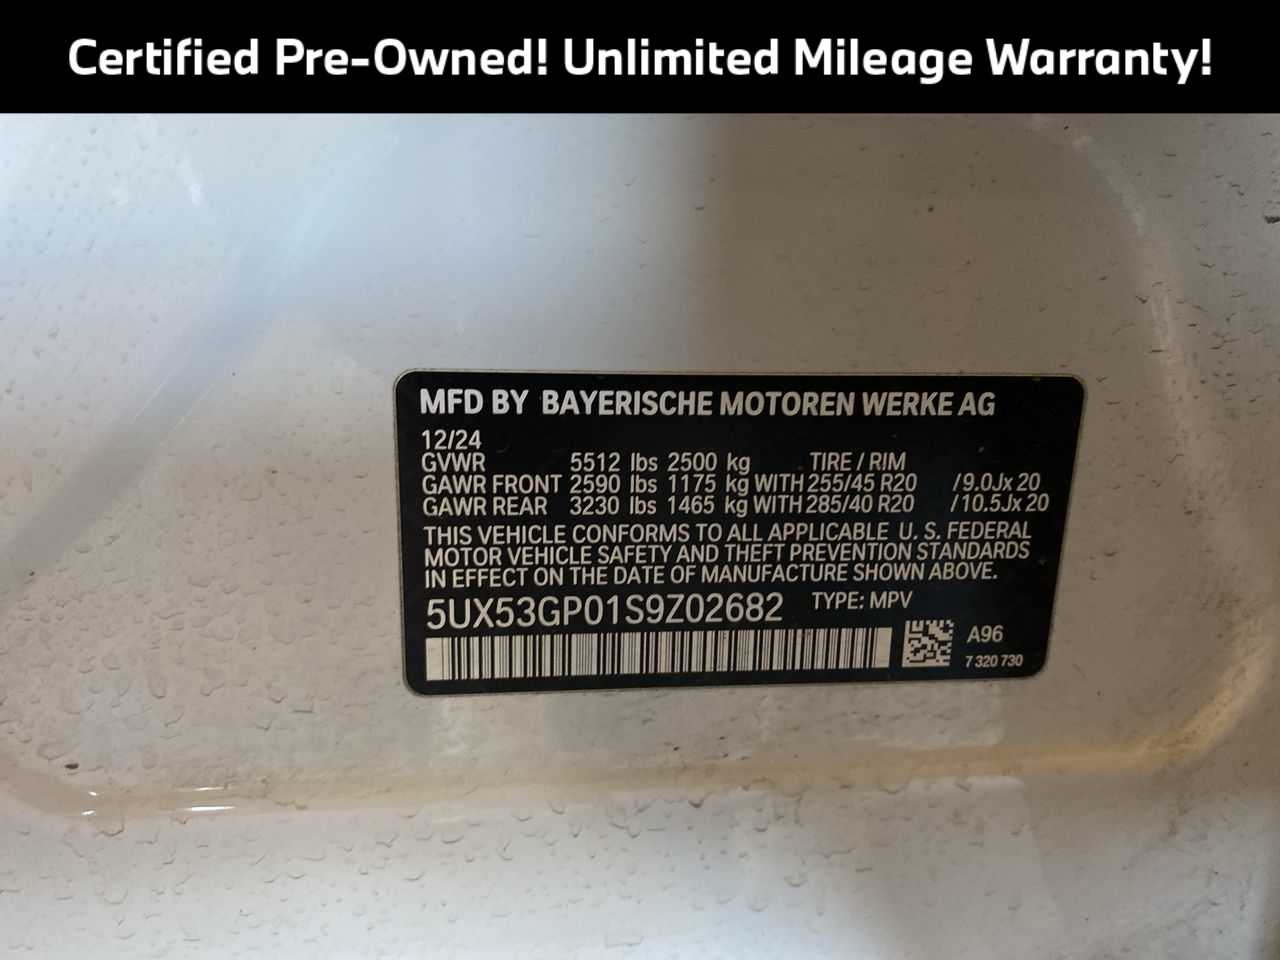 Certified Pre-Owned! Unlimited Mileage Warranty!
MFD BY BAYERISCHE MOTOREN WERKE AG
12/24
GVWR 5512 lbs 2500 kg TIRE / RIM
GAWR FRONT 2590 lbs 1175 kg WITH 255/45 R20 /9.0Jx 20
GAWR REAR 3230 lbs 1465 kg WITH 285/40 R20 /10.5Jx 20
THIS VEHICLE CONFORMS TO ALL APPLICABLE U. S. FEDERAL
MOTOR VEHICLE SAFETY AND THEFT PREVENTION STANDARDS
IN EFFECT ON THE DATE OF MANUFACTURE SHOWN ABOVE.
5UX53GP01S9Z02682 TYPE: MPV
A96
7 320 730